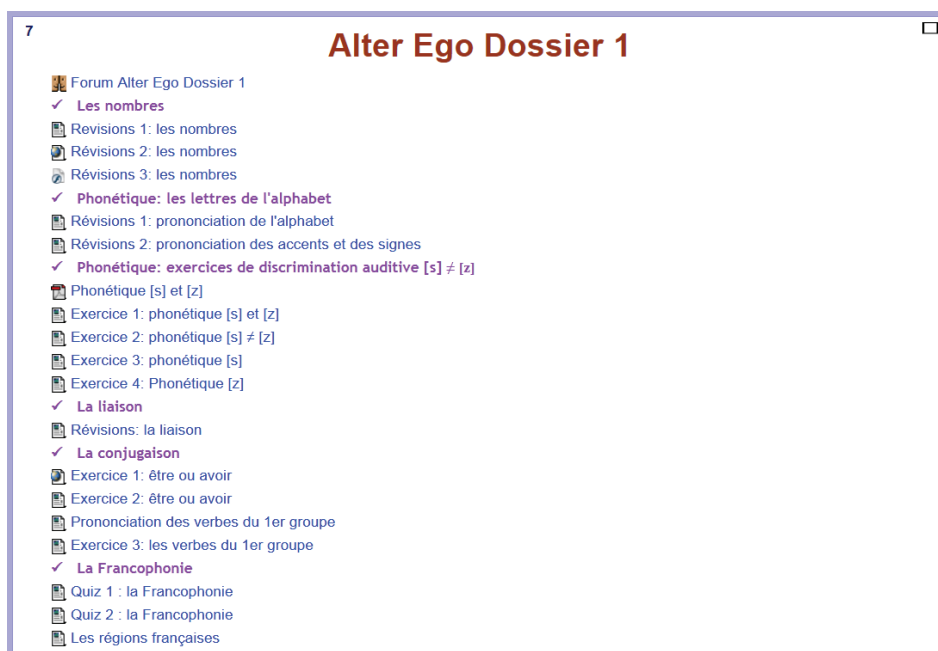 7
Alter Ego Dossier 1
Forum Alter Ego Dossier 1
✓ Les nombres
Revisions 1: les nombres
Révisions 2: les nombres
Révisions 3: les nombres
✓ Phonétique: les lettres de l'alphabet
Révisions 1: prononciation de l'alphabet
Révisions 2: prononciation des accents et des signes
✓ Phonétique: exercices de discrimination auditive [s] ≠ [z]
Phonétique [s] et [z]
Exercice 1: phonétique [s] et [z]
Exercice 2: phonétique [s] ≠ [z]
Exercice 3: phonétique [s]
Exercice 4: Phonétique [z]
✓ La liaison
Révisions: la liaison
✓ La conjugaison
Exercice 1: être ou avoir
Exercice 2: être ou avoir
Prononciation des verbes du 1er groupe
Exercice 3: les verbes du 1er groupe
✓ La Francophonie
Quiz 1 : la Francophonie
Quiz 2 : la Francophonie
Les régions françaises